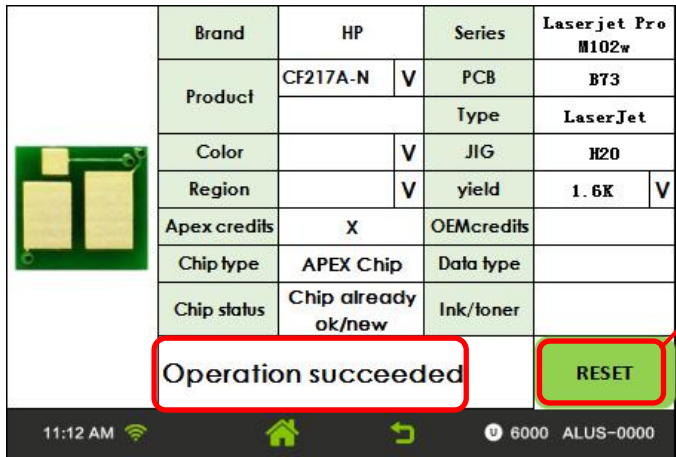 Brand HP Series Laserjet Pro M102w
Product CF217A-N V PCB B73
Type LaserJet
Color V JIG H20
Region V yield 1.6K V
Apex credits X OEMcredits
Chip type APEX Chip Data type
Chip status Chip already ok/new Ink/toner
Operation succeeded RESET
11:12 AM U 6000 ALUS-0000